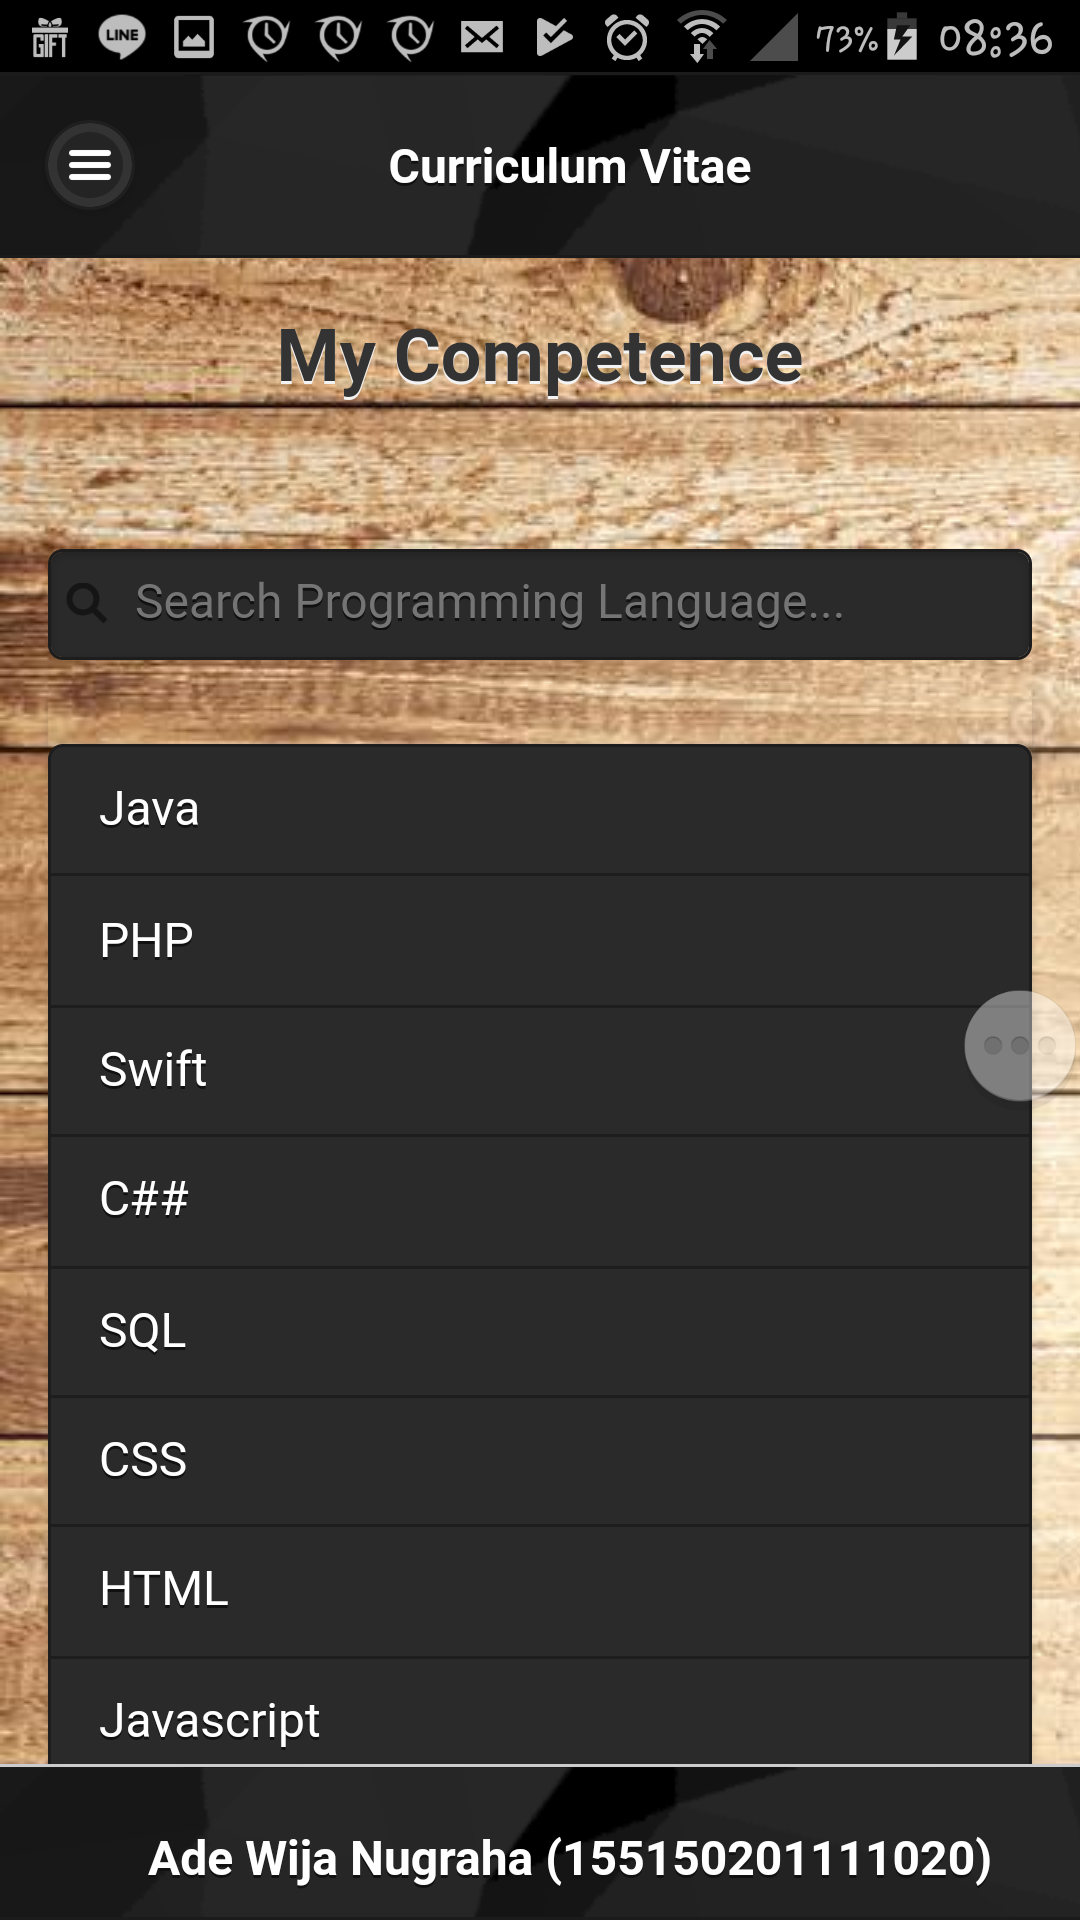 GIFT LINE 73% 08:36
Curriculum Vitae
My Competence
Search Programming Language...
Java
PHP
Swift
C##
SQL
CSS
HTML
Javascript
Ade Wija Nugraha (155150201111020)